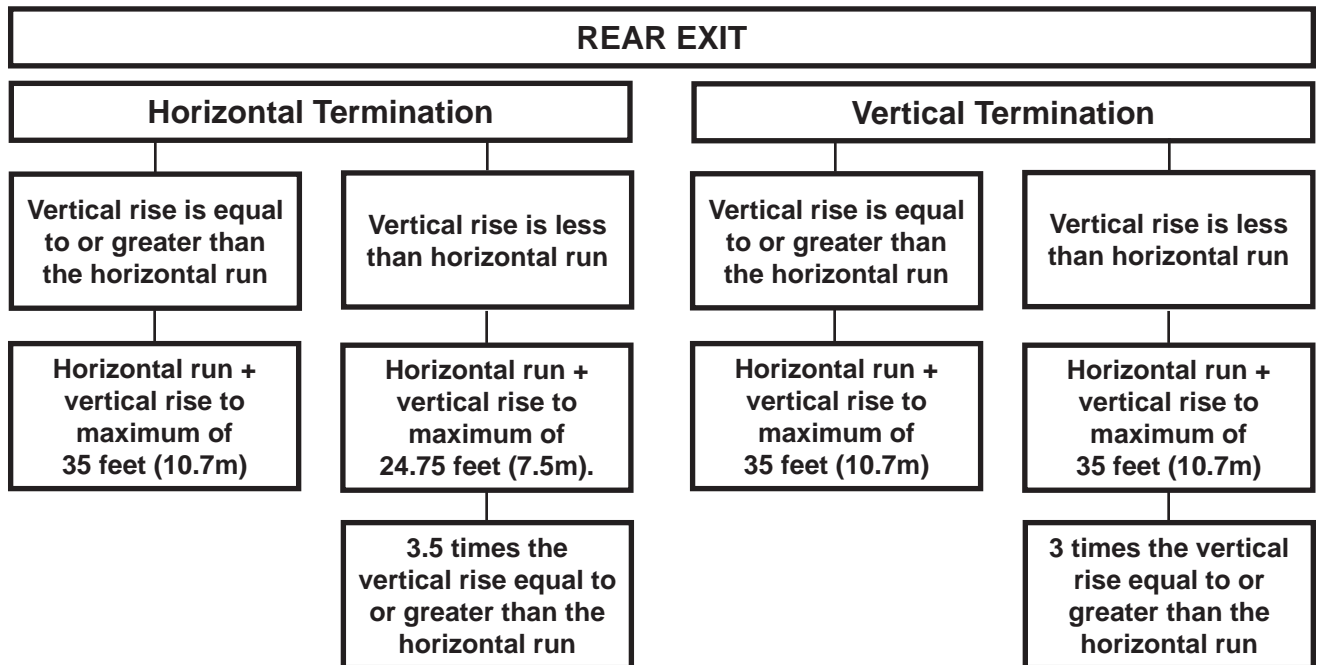 REAR EXIT
Horizontal Termination
Vertical rise is equal
to or greater than
the horizontal run
Horizontal run +
vertical rise to
maximum of
35 feet (10.7m)
Vertical rise is less
than horizontal run
Horizontal run +
vertical rise to
maximum of
24.75 feet (7.5m).
3.5 times the
vertical rise equal to
or greater than the
horizontal run
Vertical Termination
Vertical rise is equal
to or greater than
the horizontal run
Horizontal run +
vertical rise to
maximum of
35 feet (10.7m)
Vertical rise is less
than horizontal run
Horizontal run +
vertical rise to
maximum of
35 feet (10.7m)
3 times the vertical
rise equal to or
greater than the
horizontal run